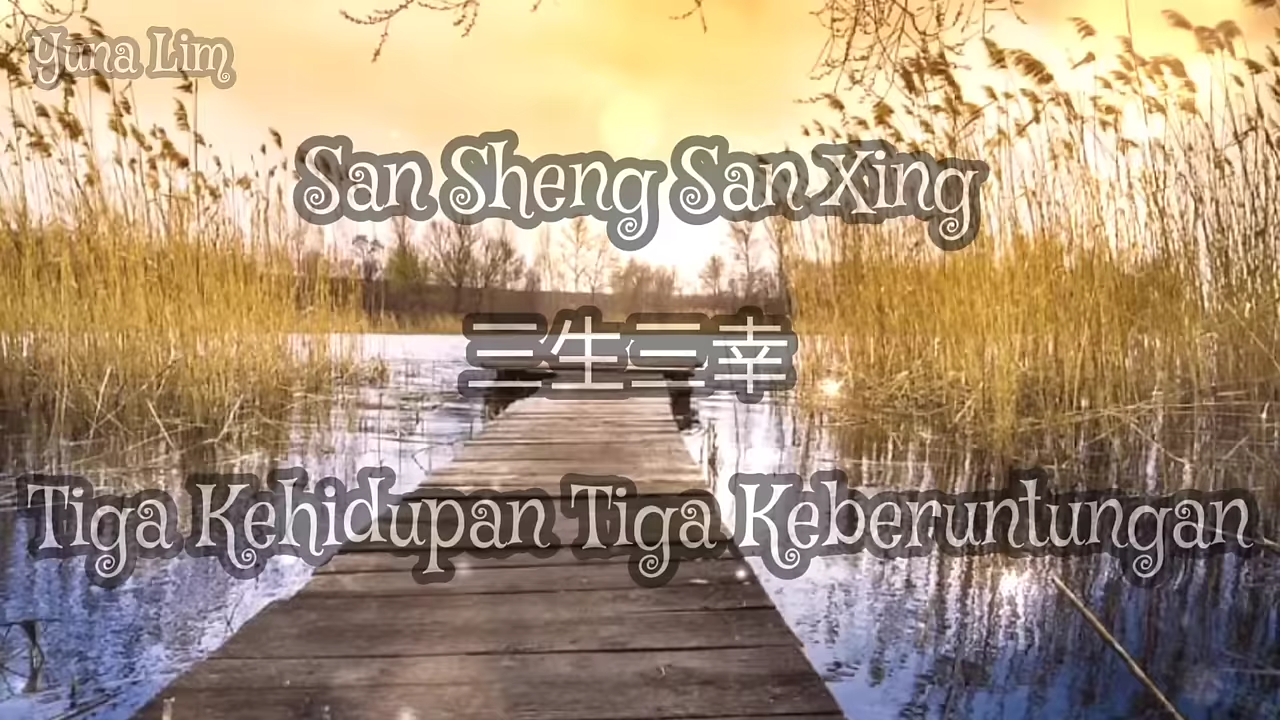 Yuna Lim
San Sheng San Xing
三生三幸
Tiga Kehidupan Tiga Keberuntungan